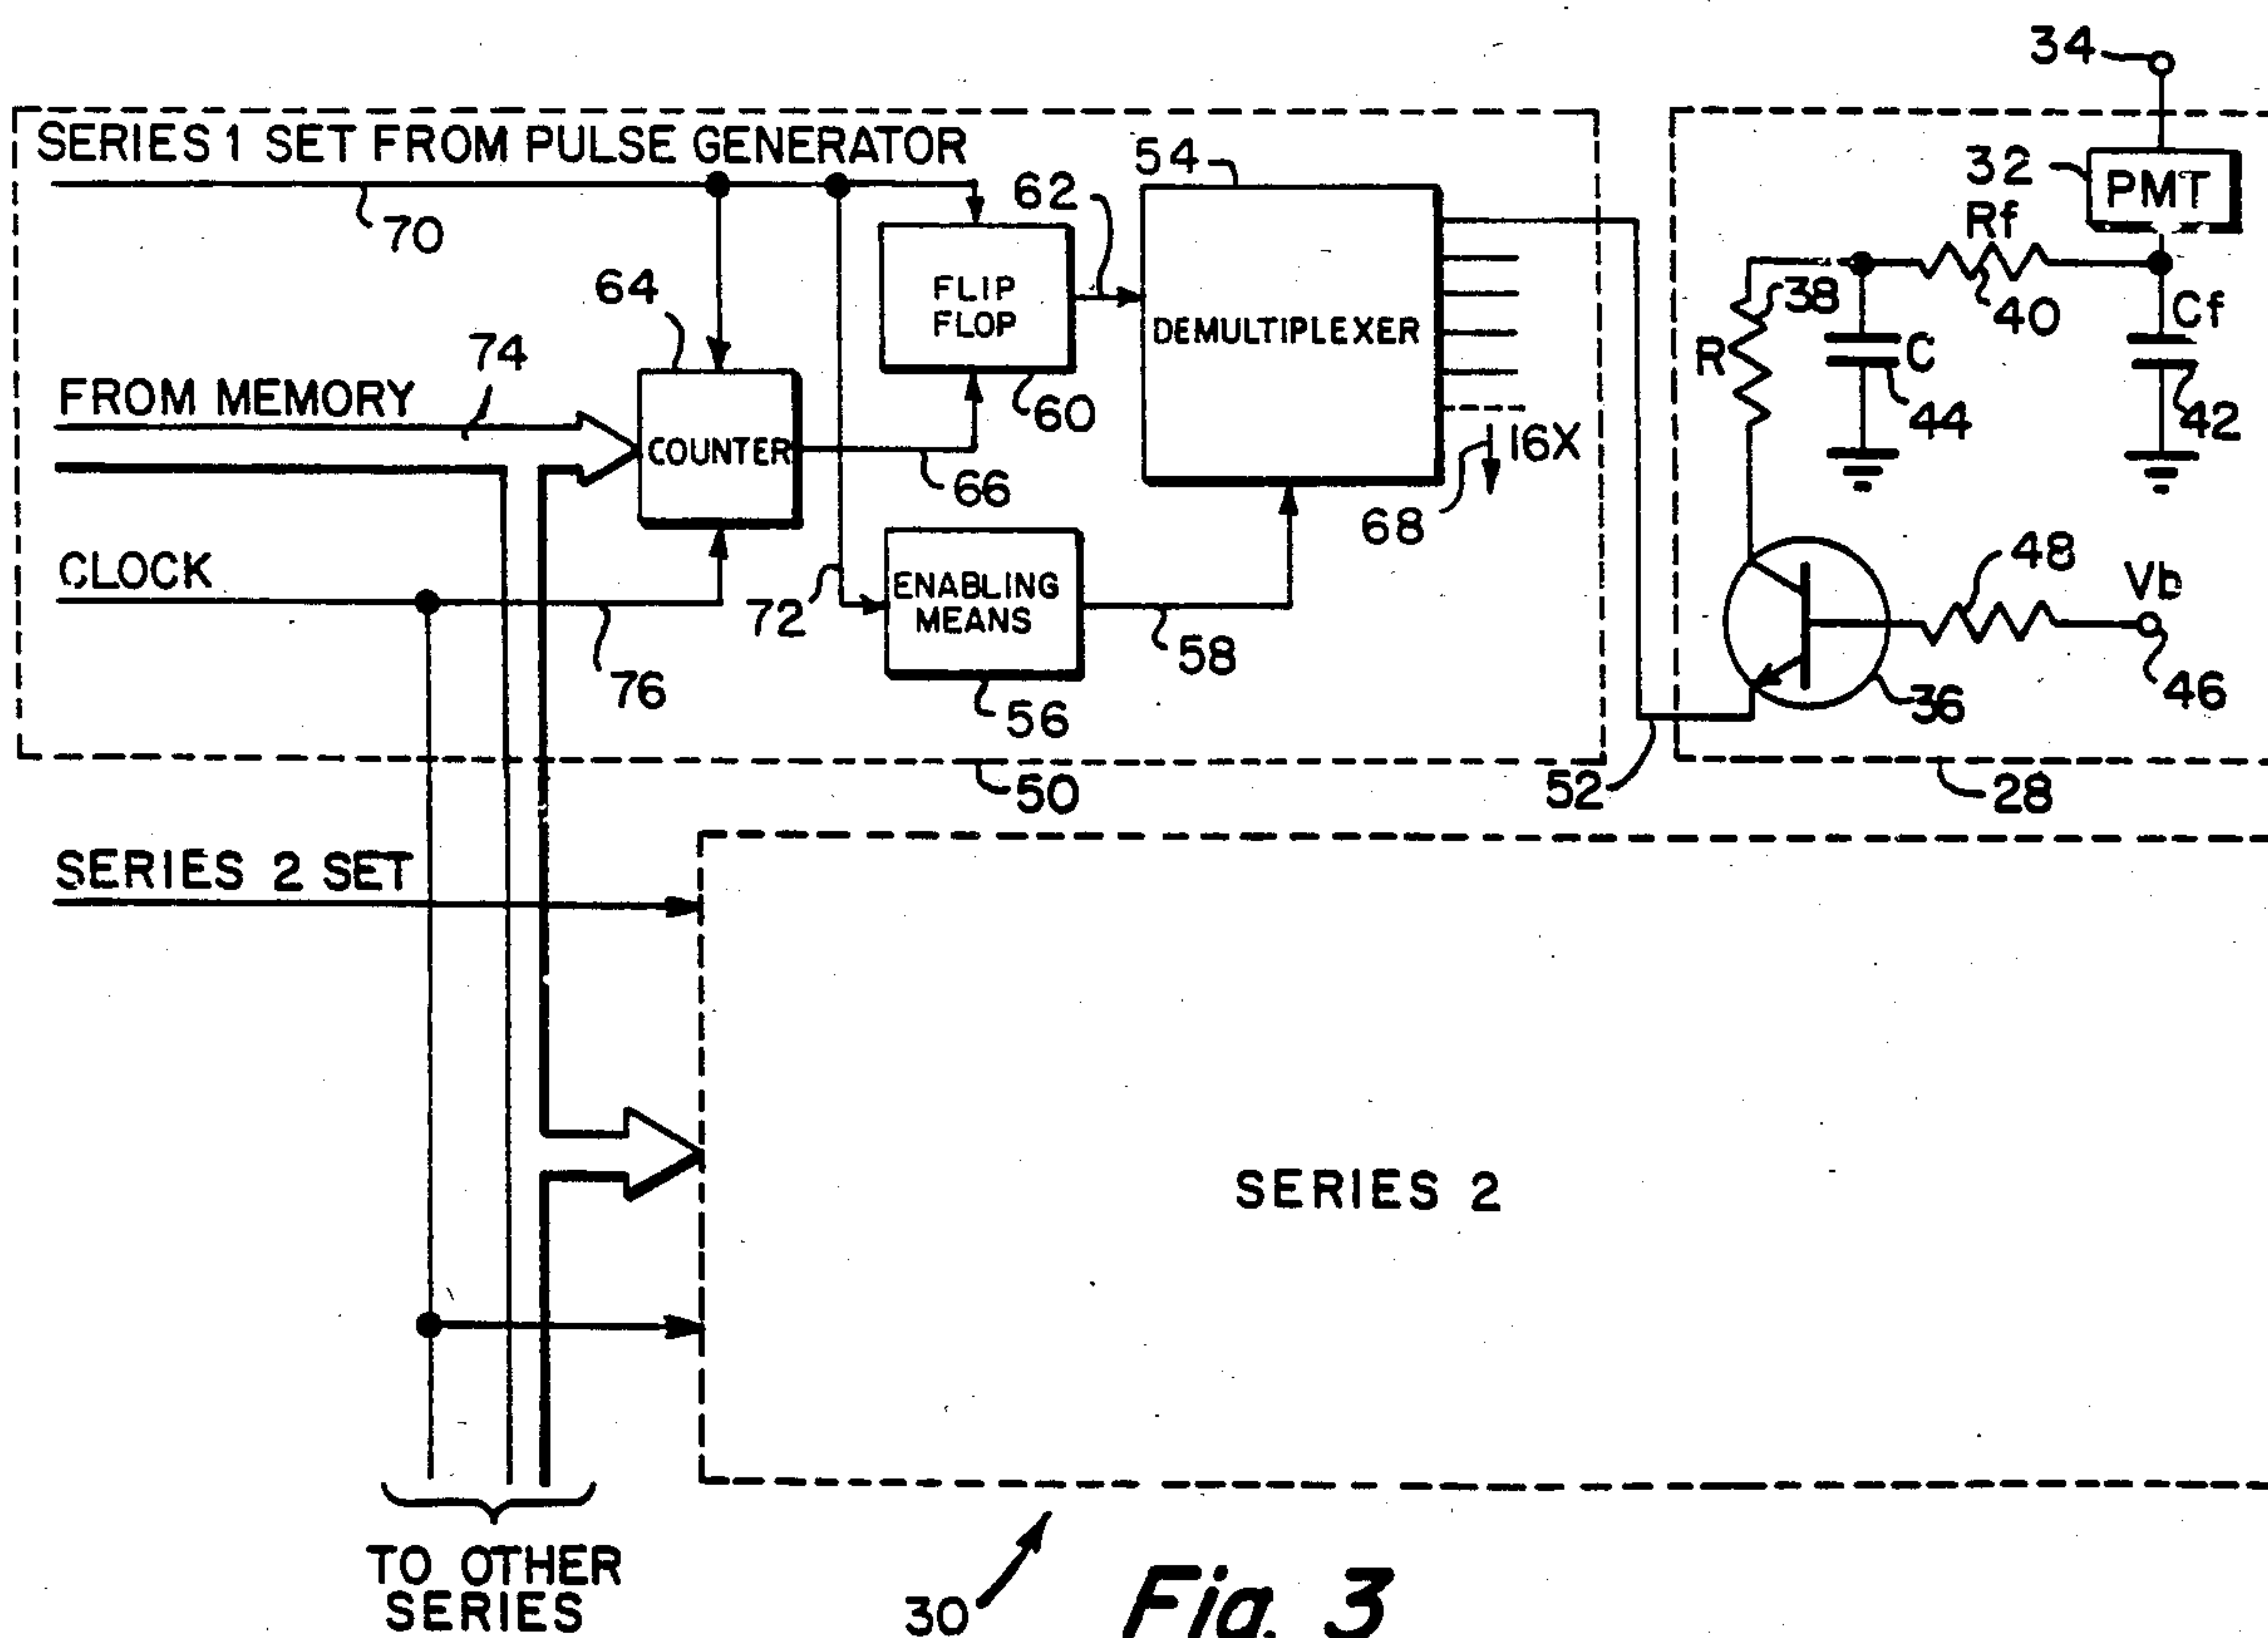 34
SERIES 1 SET FROM PULSE GENERATOR
54
62
32
PMT
Rf
70
64
FLIP
FLOP
38
40
Cf
DEMULTIPLEXER
R
C
74
FROM MEMORY
60
44
42
COUNTER
16X
66
68
CLOCK
72
ENABLING
MEANS
48
Vb
58
76
56
36
46
50
52
28
SERIES 2 SET
SERIES 2
TO OTHER
SERIES
30
Fig. 3